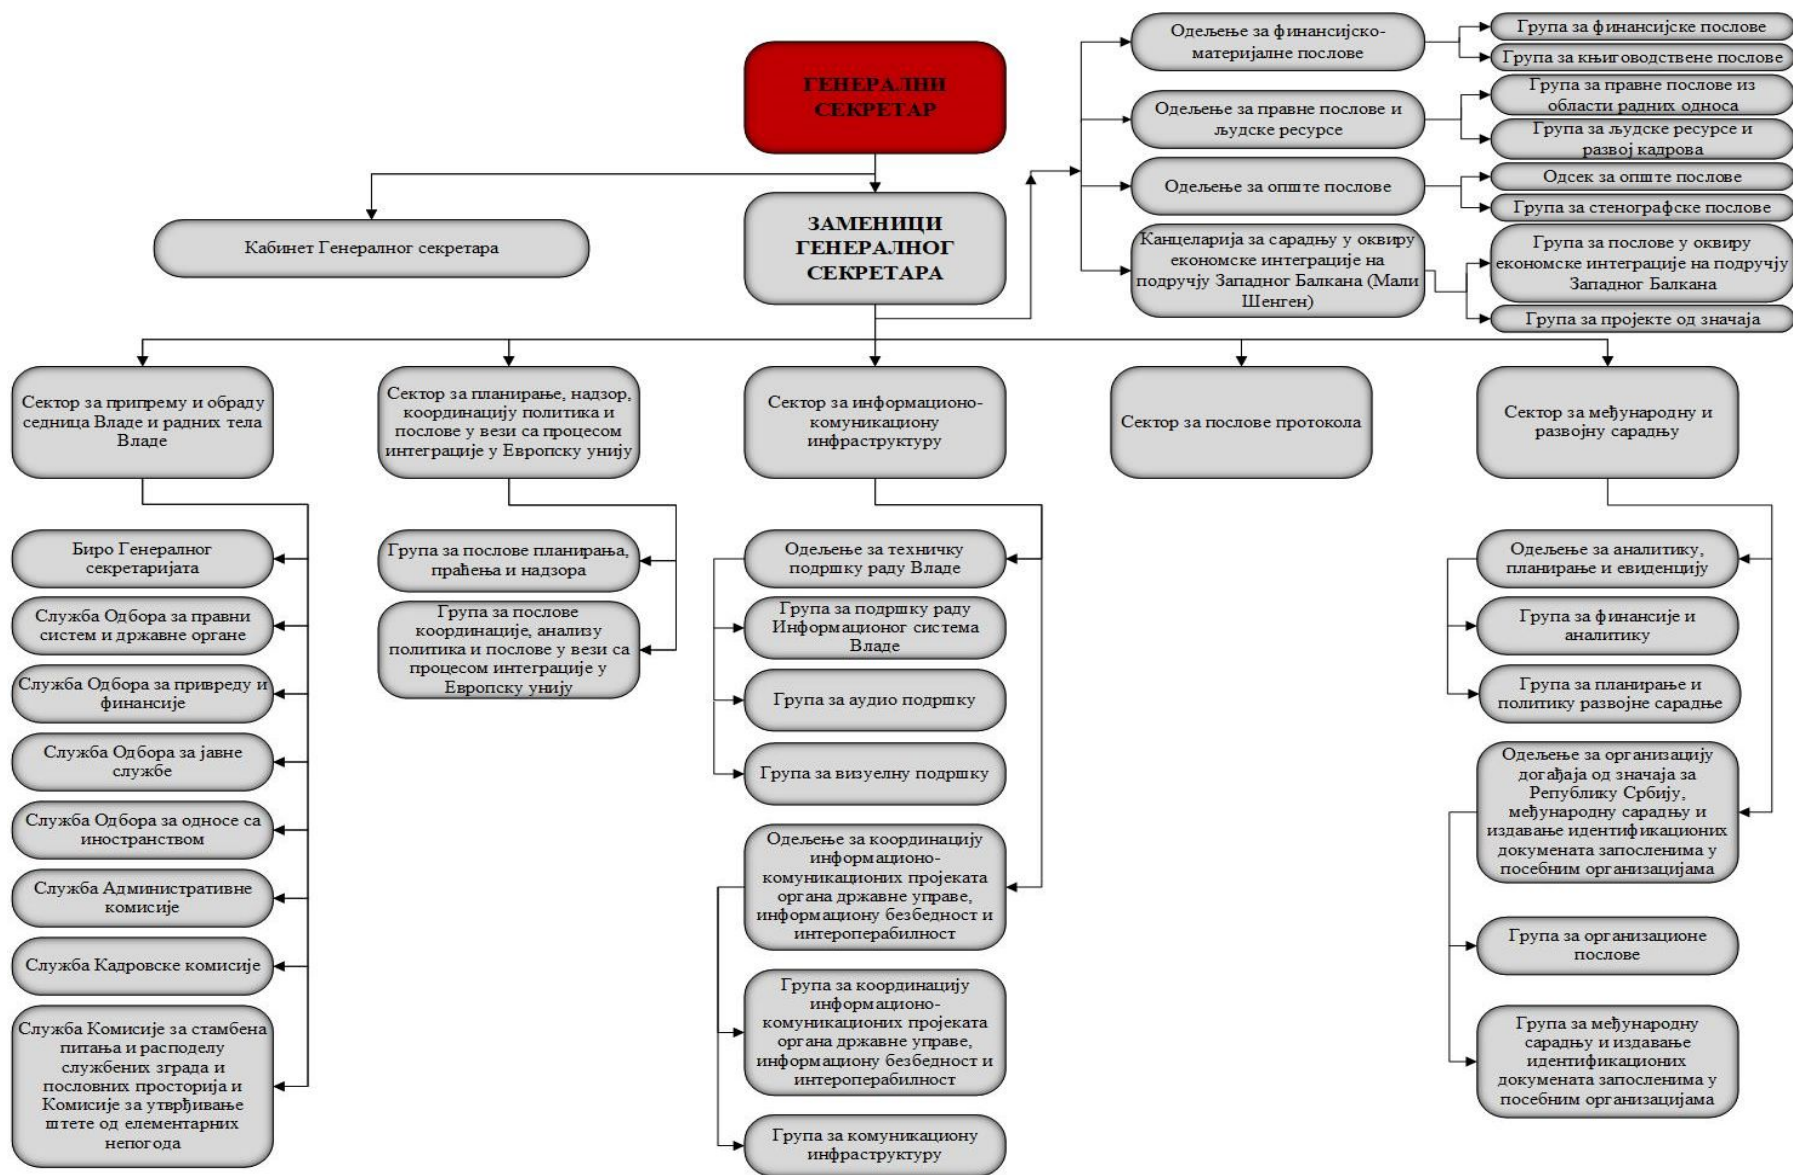 ГЕНЕРАЛНИ
СЕКРЕТАР
Кабинет Генералног секретара
ЗАМЕНИЦИ
ГЕНЕРАЛНОГ
СЕКРЕТАРА
Одељење за финансијско-
материјалне послове
Група за финансијске послове
Група за књиговодствене послове
Одељење за правне послове и
људске ресурсе
Група за правне послове из
области радних односа
Група за људске ресурсе и
развој кадрова
Одељење за опште послове
Одсек за опште послове
Група за стенографске послове
Канцеларија за сарадњу у оквиру
економске интеграције на
подручју Западног Балкана (Мали
Шенген)
Група за послове у оквиру
економске интеграције на подручју
Западног Балкана
Група за пројекте од значаја
Сектор за припрему и обраду
седница Владе и радних тела
Владе
Биро Генералног
секретаријата
Служба Одбора за правни
систем и државне органе
Служба Одбора за привреду и
финансије
Служба Одбора за јавне
службе
Служба Одбора за односе са
иностранством
Служба Административне
комисије
Служба Кадровске комисије
Служба Комисије за стамбена
питања и расподелу
службених зграда и
пословних просторија и
Комисије за утврђивање
штете од елементарних
непогода
Сектор за планирање, надзор,
координацију политика и
послове у вези са процесом
интеграције у Европску унију
Група за послове планирања,
праћења и надзора
Група за послове
координације, анализу
политика и послове у вези са
процесом интеграције у
Европску унију
Сектор за информационо-
комуникациону
инфраструктуру
Одељење за техничку
подршку раду Владе
Група за подршку раду
Информационог система
Владе
Група за аудио подршку
Група за визуелну подршку
Одељење за координацију
информационо-
комуникационих пројеката
органа државне управе,
информациону безбедност и
интероперабилност
Група за координацију
информационо-
комуникационих пројеката
органа државне управе,
информациону безбедност и
интероперабилност
Група за комуникациону
инфраструктуру
Сектор за послове протокола
Сектор за међународну и
развојну сарадњу
Одељење за аналитику,
планирање и евиденцију
Група за финансије и
аналитику
Група за планирање и
политику развојне сарадње
Одељење за организацију
догађаја од значаја за
Републику Србију,
међународну сарадњу и
издавање идентификационих
докумената запосленима у
посебним организацијама
Група за организационе
послове
Група за међународну
сарадњу и издавање
идентификационих
докумената запосленима у
посебним организацијама